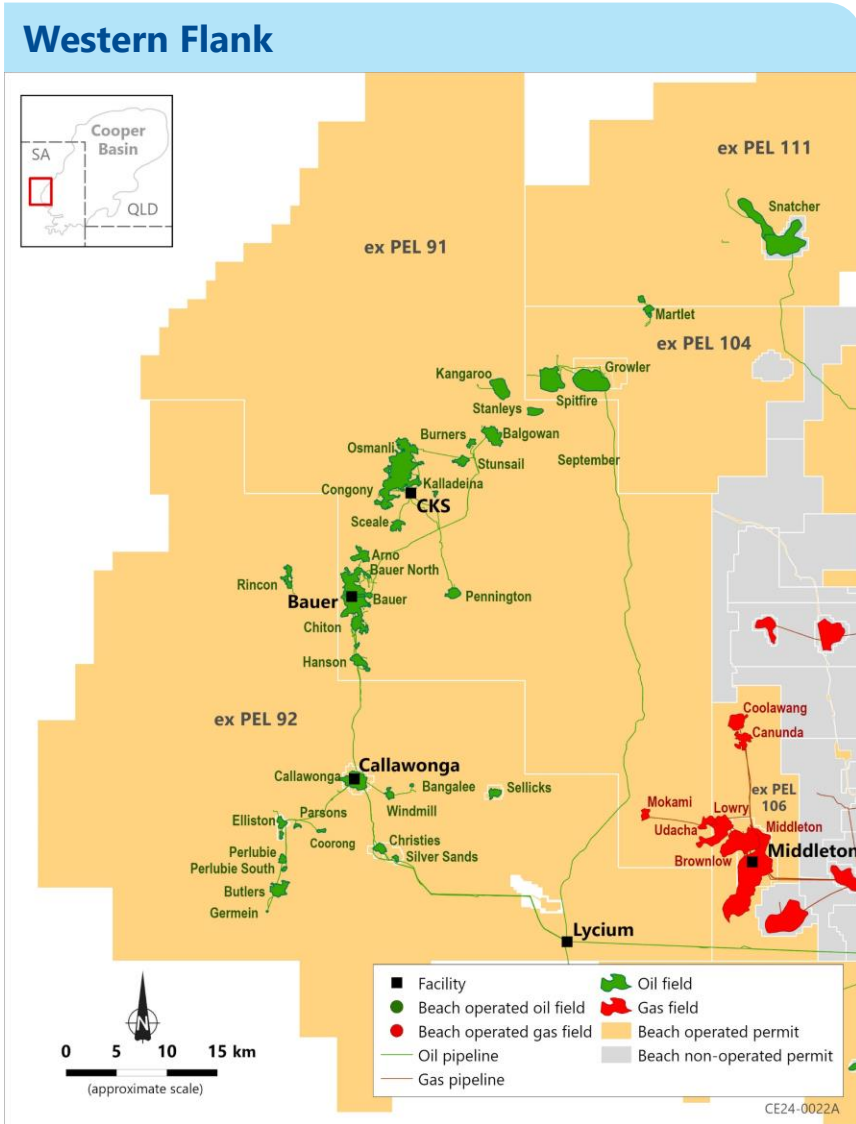 Western Flank
Cooper
Basin
SA
QLD
ex PEL 111
Snatcher
ex PEL 91
Martlet
ex PEL 104
Growler
Kangaroo
Spitfire
Stanleys
Burners
Balgowan
Osmanli
Stunsail
September
Kalladeina
Congony
CKS
Sceale
Arno
Bauer North
Rincon
Bauer
Bauer
Pennington
Chiton
Hanson
ex PEL 92
Coolawang
Canunda
Callawonga
Callawonga
Bangalee
Sellicks
ex PEL
106
Windmill
Mokami
Lowry
Parsons
Elliston
Udacha
Middleton
Coorong
Christies
Middleton
Perlubie
Silver Sands
Brownlow
Perlubie South
Butlers
Germein
Lycium
N
0 5 10 15 km
(approximate scale)
Facility
Beach operated oil field
Beach operated gas field
Oil pipeline
Gas pipeline
Oil field
Gas field
Beach operated permit
Beach non-operated permit
CE24-0022A